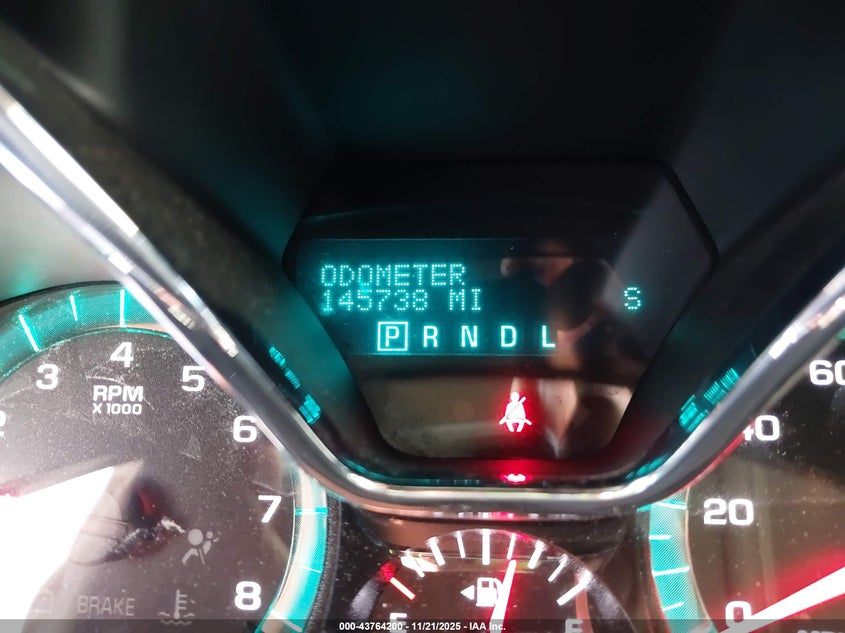 ODOMETER
145738 MI S
P R N D L
3 4 5 6 7 8
RPM
X 1000
BRAKE
E F
60
40
20
0
000-43764200 - 11/21/2025 - IAA Inc.